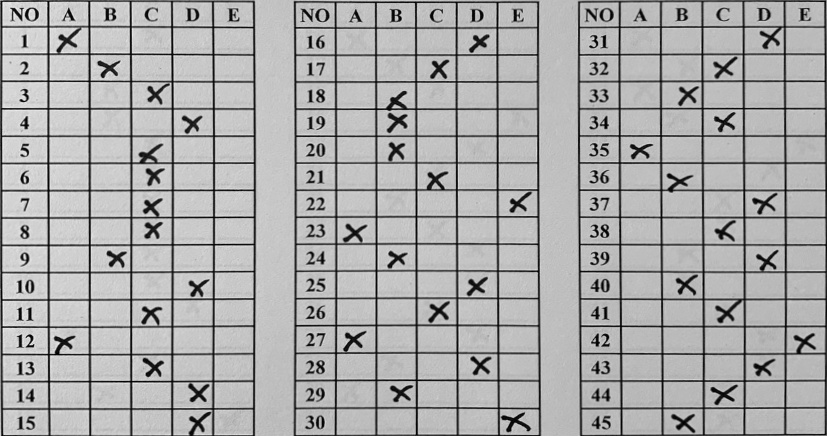 NO A B C D E NO A B C D E NO A B C D E
1 X 16 X 31 X
2 X 17 X 32 X
3 X 18 X 33 X
4 X 19 X 34 X
5 X 20 X 35 X
6 X 21 X 36 X
7 X 22 X 37 X
8 X 23 X 38 X
9 X 24 X 39 X
10 X 25 X 40 X
11 X 26 X 41 X
12 X 27 X 42 X
13 X 28 X 43 X
14 X 29 X 44 X
15 X 30 X 45 X